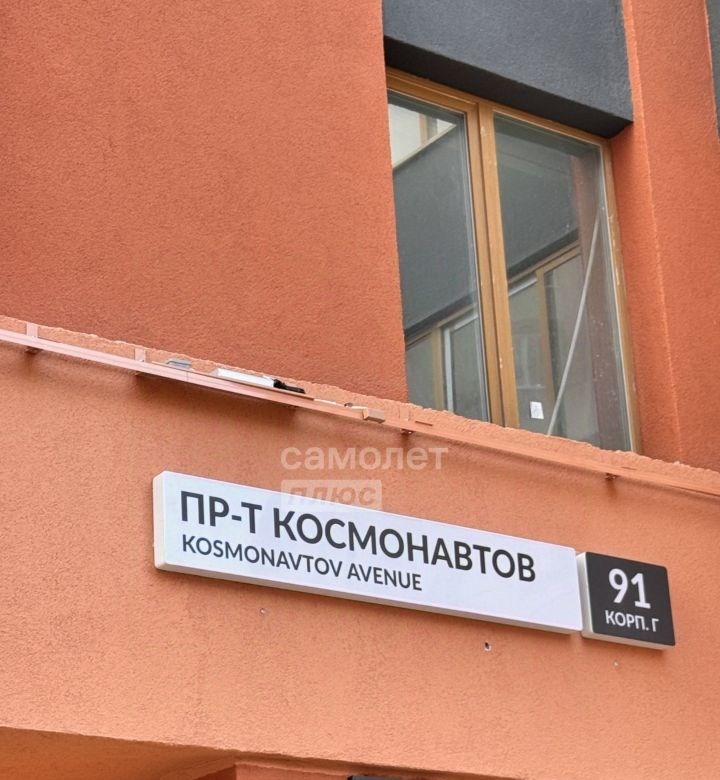 самолет
плюс
ПР-Т КОСМОНАВТОВ
KOSMONAVTOV AVENUE
91
КОРП. Г